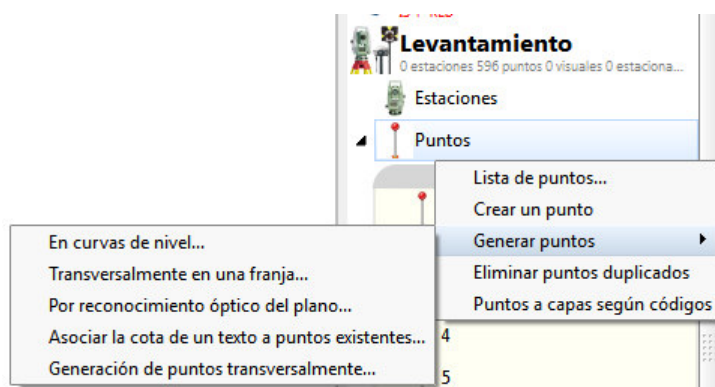 Levantamiento
0 estaciones 596 puntos 0 visuales 0 estaciona...
Estaciones
Puntos
Lista de puntos...
Crear un punto
Generar puntos
Eliminar puntos duplicados
Puntos a capas según códigos
En curvas de nivel...
Transversalmente en una franja...
Por reconocimiento óptico del plano...
Asociar la cota de un texto a puntos existentes...
Generación de puntos transversalmente...
4
5